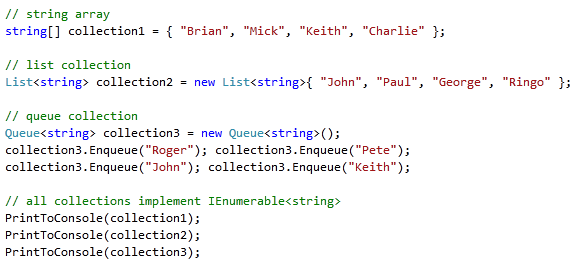 // string array
string[] collection1 = { "Brian", "Mick", "Keith", "Charlie" };
// list collection
List<string> collection2 = new List<string>{ "John", "Paul", "George", "Ringo" };
// queue collection
Queue<string> collection3 = new Queue<string>();
collection3.Enqueue("Roger"); collection3.Enqueue("Pete");
collection3.Enqueue("John"); collection3.Enqueue("Keith");
// all collections implement IEnumerable<string>
PrintToConsole(collection1);
PrintToConsole(collection2);
PrintToConsole(collection3);